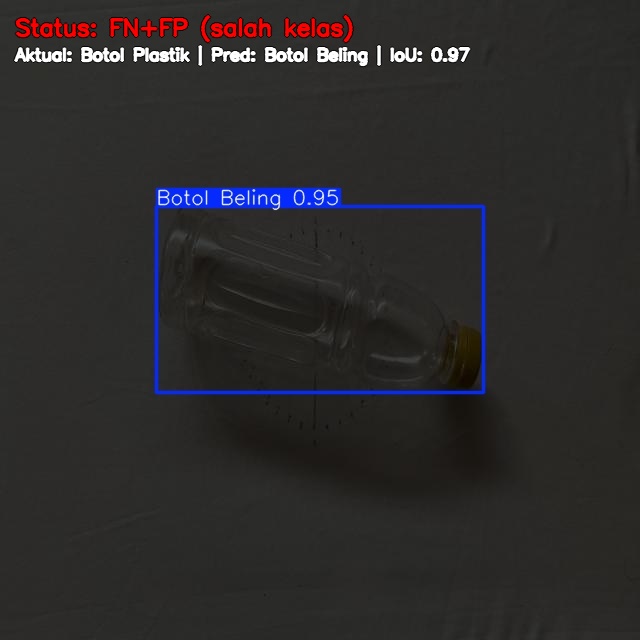 Status: FN+FP (salah kelas)
Aktual: Botol Plastik | Pred: Botol Beling | IoU: 0.97
Botol Beling 0.95